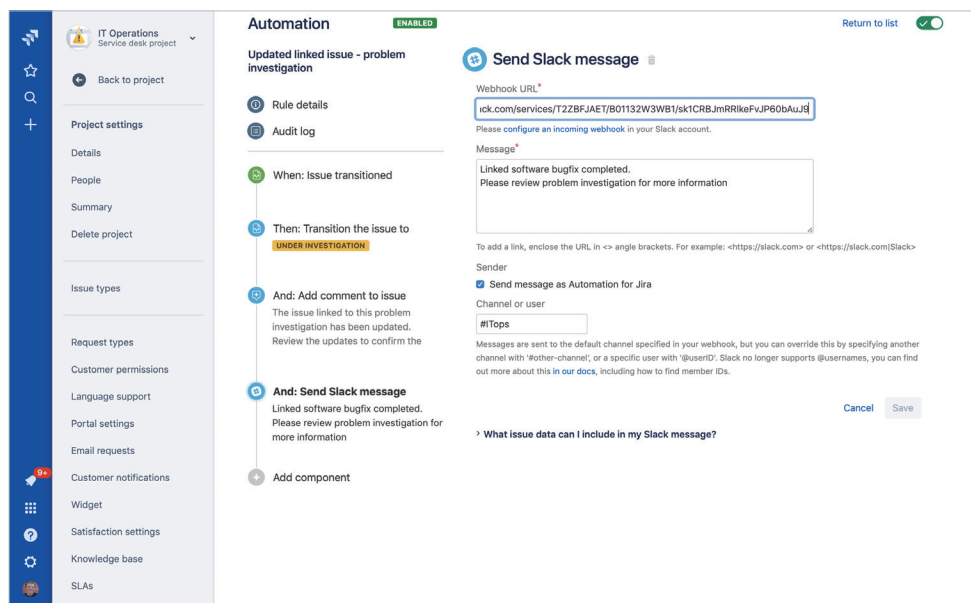 IT Operations
Service desk project
Back to project
Project settings
Details
People
Summary
Delete project
Issue types
Request types
Customer permissions
Language support
Portal settings
Email requests
Customer notifications
Widget
Satisfaction settings
Knowledge base
SLAs
9+
Automation
ENABLED
Return to list
Updated linked issue - problem
investigation
Rule details
Audit log
When: Issue transitioned
Then: Transition the issue to
UNDER INVESTIGATION
And: Add comment to issue
The issue linked to this problem
investigation has been updated.
Review the updates to confirm the
And: Send Slack message
Linked software bugfix completed.
Please review problem investigation for
more information
Add component
Send Slack message
Webhook URL*
ck.com/services/T2ZBFJAET/B01132W3WB1/sk1CRBJmRRlkeFvJP60bAuJ9
Please configure an incoming webhook in your Slack account.
Message*
Linked software bugfix completed.
Please review problem investigation for more information
To add a link, enclose the URL in <> angle brackets. For example: <https://slack.com> or <https://slack.com|Slack>
Sender
Send message as Automation for Jira
Channel or user
#ITops
Messages are sent to the default channel specified in your webhook, but you can override this by specifying another
channel with '#other-channel', or a specific user with '@userID'. Slack no longer supports @usernames, you can find
out more about this in our docs, including how to find member IDs.
Cancel
Save
What issue data can I include in my Slack message?